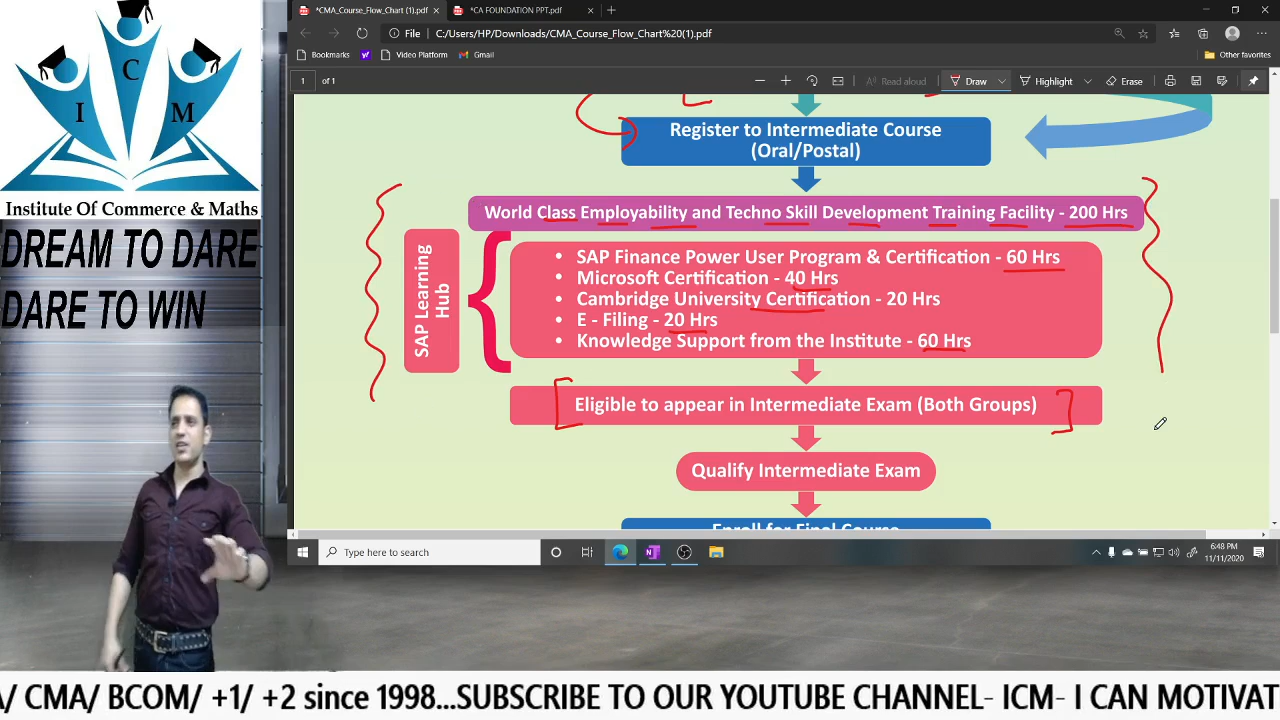 *CMA_Course_Flow_Chart (1).pdf
*CA FOUNDATION PPT.pdf
File
C:/Users/HP/Downloads/CMA_Course_Flow_Chart%20(1).pdf
Bookmarks
Video Platform
Gmail
Other favorites
1 of 1
Read aloud
Draw
Highlight
Erase
I C M
Institute Of Commerce & Maths
DREAM TO DARE
DARE TO WIN
Register to Intermediate Course
(Oral/Postal)
World Class Employability and Techno Skill Development Training Facility - 200 Hrs
SAP Learning
Hub
• SAP Finance Power User Program & Certification - 60 Hrs
• Microsoft Certification - 40 Hrs
• Cambridge University Certification - 20 Hrs
• E - Filing - 20 Hrs
• Knowledge Support from the Institute - 60 Hrs
Eligible to appear in Intermediate Exam (Both Groups)
Qualify Intermediate Exam
Enroll for Final Course
Type here to search
6:48 PM
11/11/2020
A/ CMA/ BCOM/ +1/ +2 since 1998...SUBSCRIBE TO OUR YOUTUBE CHANNEL- ICM- I CAN MOTIVAT